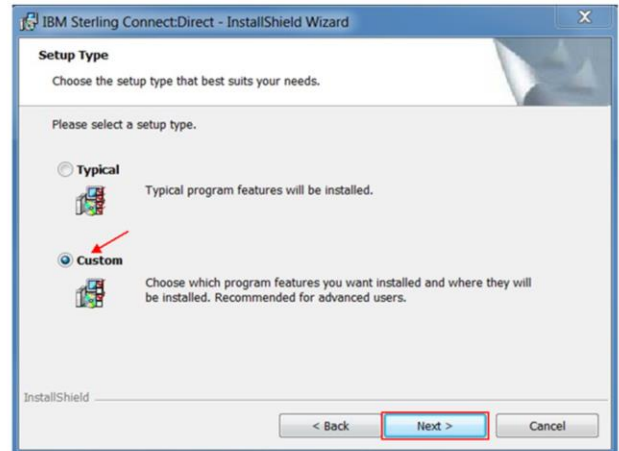 IBM Sterling Connect:Direct - InstallShield Wizard
X
Setup Type
Choose the setup type that best suits your needs.
Please select a setup type.
Typical
Typical program features will be installed.
Custom
Choose which program features you want installed and where they will
be installed. Recommended for advanced users.
InstallShield
< Back
Next >
Cancel